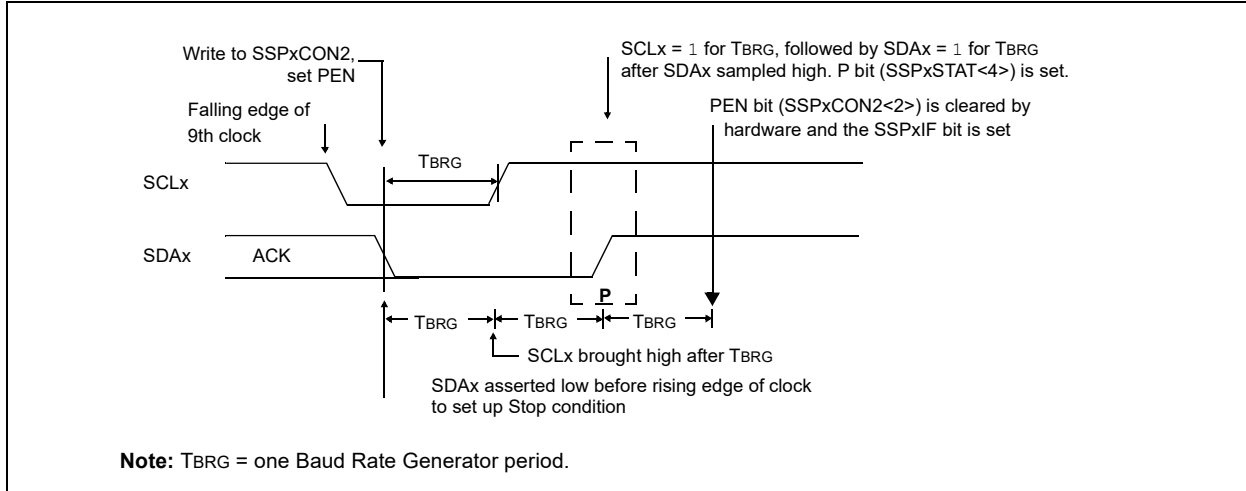 Write to SSPxCON2,
set PEN
SCLx = 1 for TBRG, followed by SDAx = 1 for TBRG
after SDAx sampled high. P bit (SSPxSTAT<4>) is set.
Falling edge of
9th clock
PEN bit (SSPxCON2<2>) is cleared by
hardware and the SSPxIF bit is set
TBRG
SCLx
SDAx
ACK
P
TBRG
TBRG
TBRG
SCLx brought high after TBRG
SDAx asserted low before rising edge of clock
to set up Stop condition
Note: TBRG = one Baud Rate Generator period.